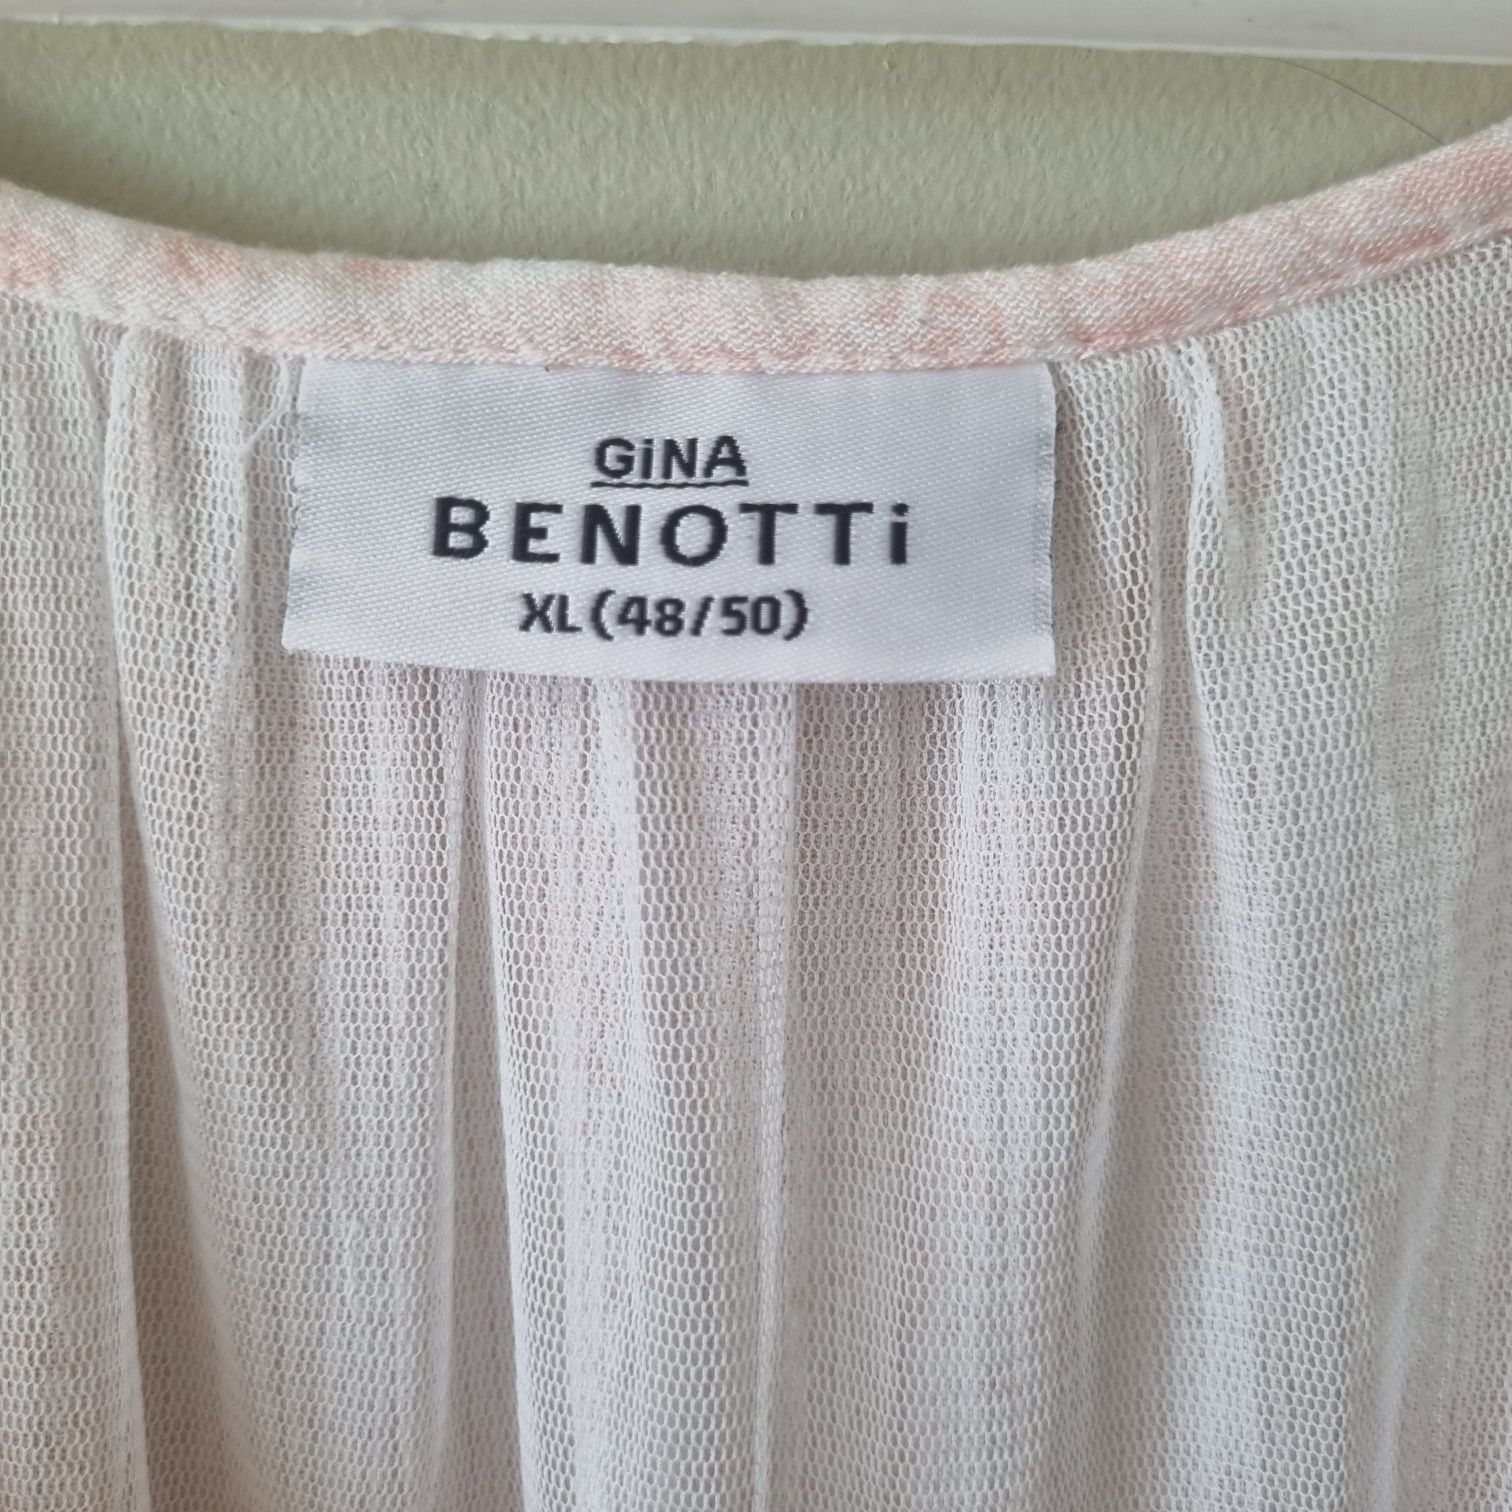 GiNA
BENOTTi
XL(48/50)